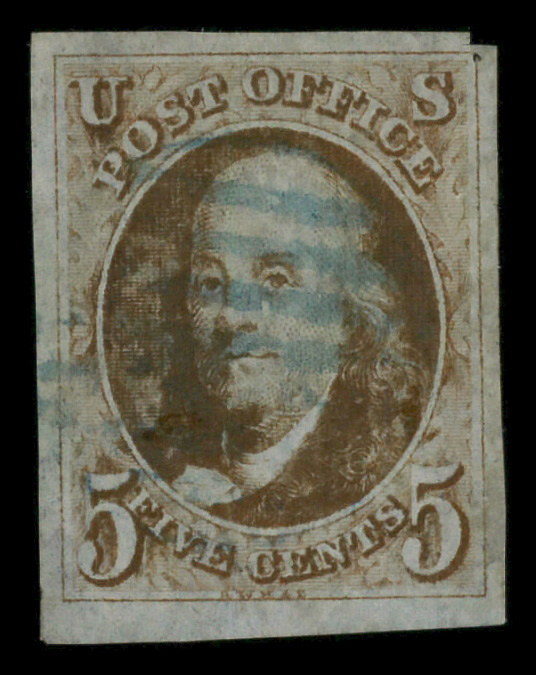 U S
POST OFFICE
5 FIVE CENTS 5
R.W.H.& E.